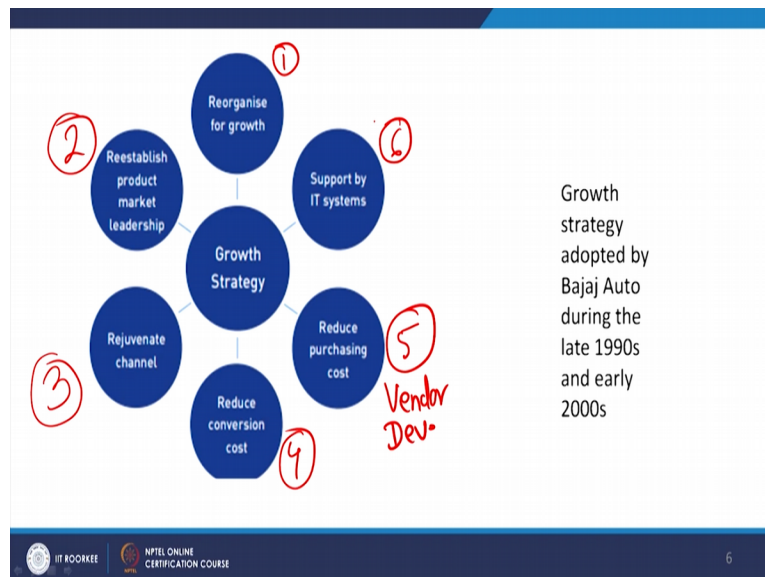 1
Reorganise
for growth
2
Reestablish
product
market
leadership
6
Support by
IT systems
Growth
Strategy
3
Rejuvenate
channel
Reduce
conversion
cost
4
Reduce
purchasing
cost
5
Vendor
Dev.
Growth
strategy
adopted by
Bajaj Auto
during the
late 1990s
and early
2000s
IIT ROORKEE
NPTEL ONLINE
CERTIFICATION COURSE
6